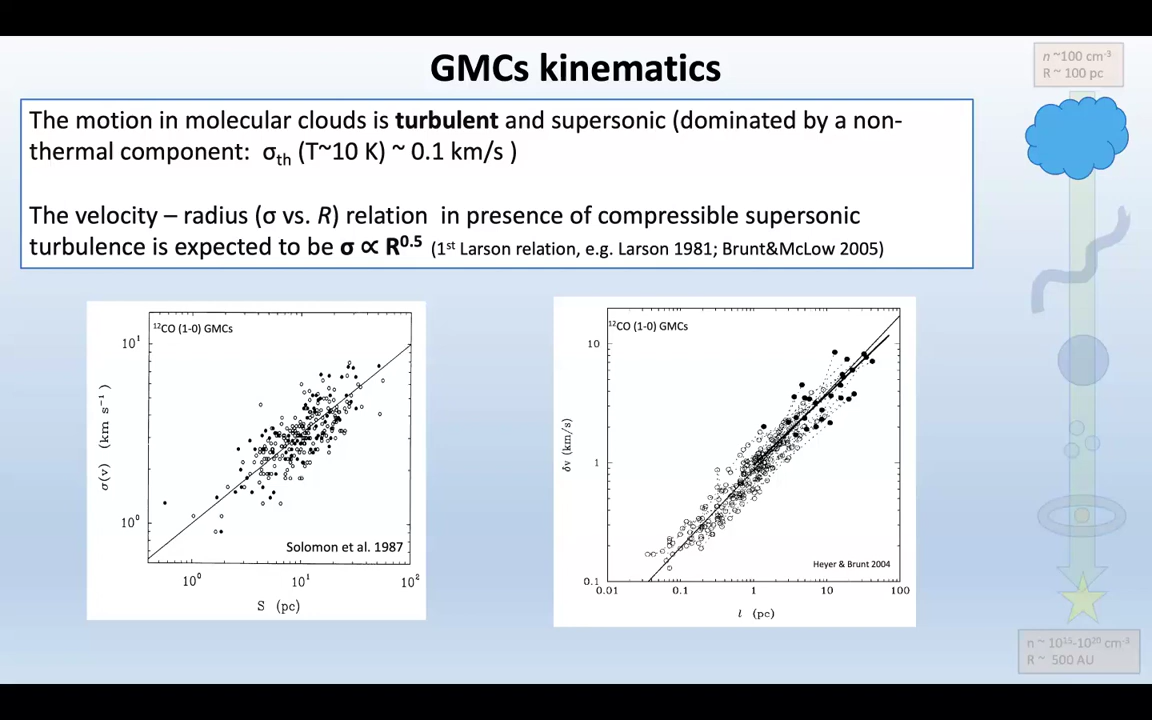 GMCs kinematics
n ~100 cm-3
R ~ 100 pc
The motion in molecular clouds is turbulent and supersonic (dominated by a non-
thermal component: σth (T~10 K) ~ 0.1 km/s )
The velocity – radius (σ vs. R) relation in presence of compressible supersonic
turbulence is expected to be σ ∝ R0.5 (1st Larson relation, e.g. Larson 1981; Brunt&McLow 2005)
12CO (1-0) GMCs
10¹
10⁰
σ(v) (km s⁻¹)
Solomon et al. 1987
10⁰ 10¹ 10²
S (pc)
12CO (1-0) GMCs
10
1
0.1
δv (km/s)
Heyer & Brunt 2004
0.01 0.1 1 10 100
l (pc)
n ~ 10¹⁵-10²⁰ cm-3
R ~ 500 AU